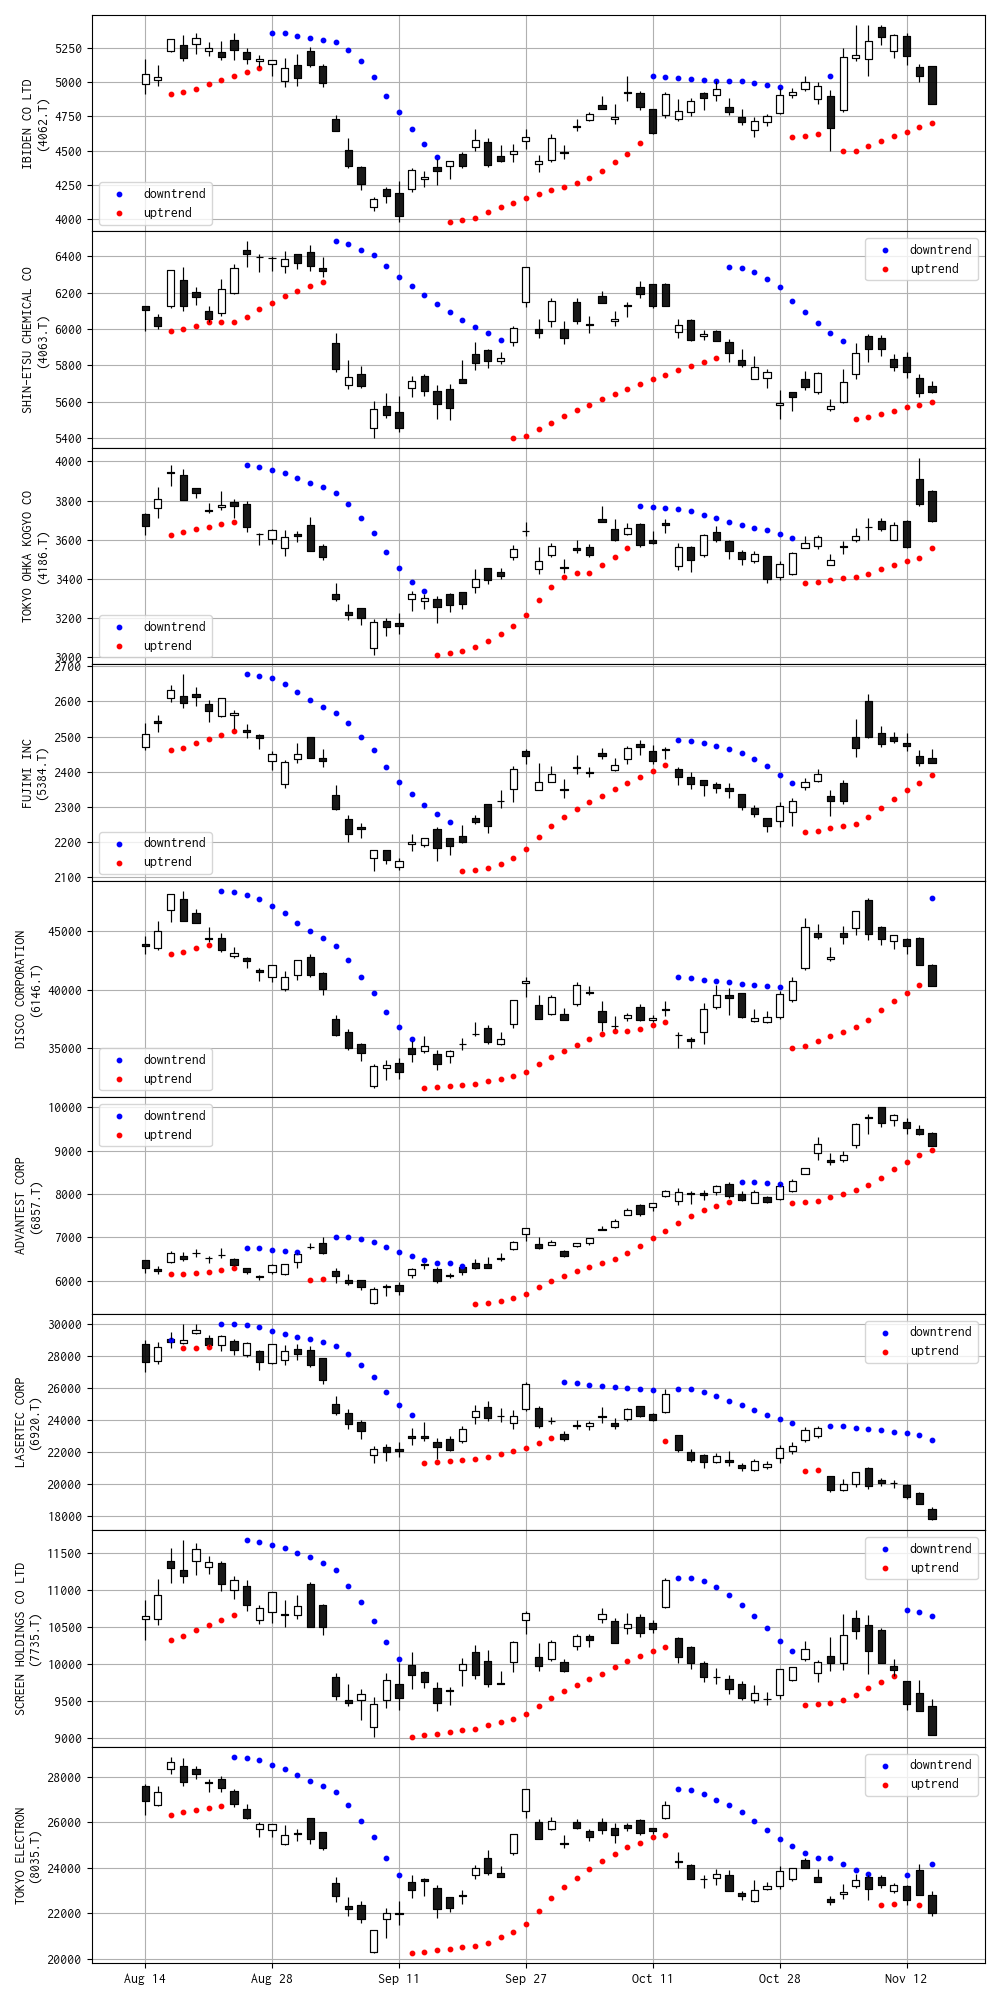 IBIDEN CO LTD
(4062.T)
5250
5000
4750
4500
4250
4000
downtrend
uptrend
SHIN-ETSU CHEMICAL CO
(4063.T)
6400
6200
6000
5800
5600
5400
downtrend
uptrend
TOKYO OHKA KOGYO CO
(4186.T)
4000
3800
3600
3400
3200
3000
downtrend
uptrend
FUJIMI INC
(5384.T)
2700
2600
2500
2400
2300
2200
2100
downtrend
uptrend
DISCO CORPORATION
(6146.T)
45000
40000
35000
downtrend
uptrend
ADVANTEST CORP
(6857.T)
10000
9000
8000
7000
6000
downtrend
uptrend
LASERTEC CORP
(6920.T)
30000
28000
26000
24000
22000
20000
18000
downtrend
uptrend
SCREEN HOLDINGS CO LTD
(7735.T)
11500
11000
10500
10000
9500
9000
downtrend
uptrend
TOKYO ELECTRON
(8035.T)
28000
26000
24000
22000
20000
downtrend
uptrend
Aug 14 Aug 28 Sep 11 Sep 27 Oct 11 Oct 28 Nov 12